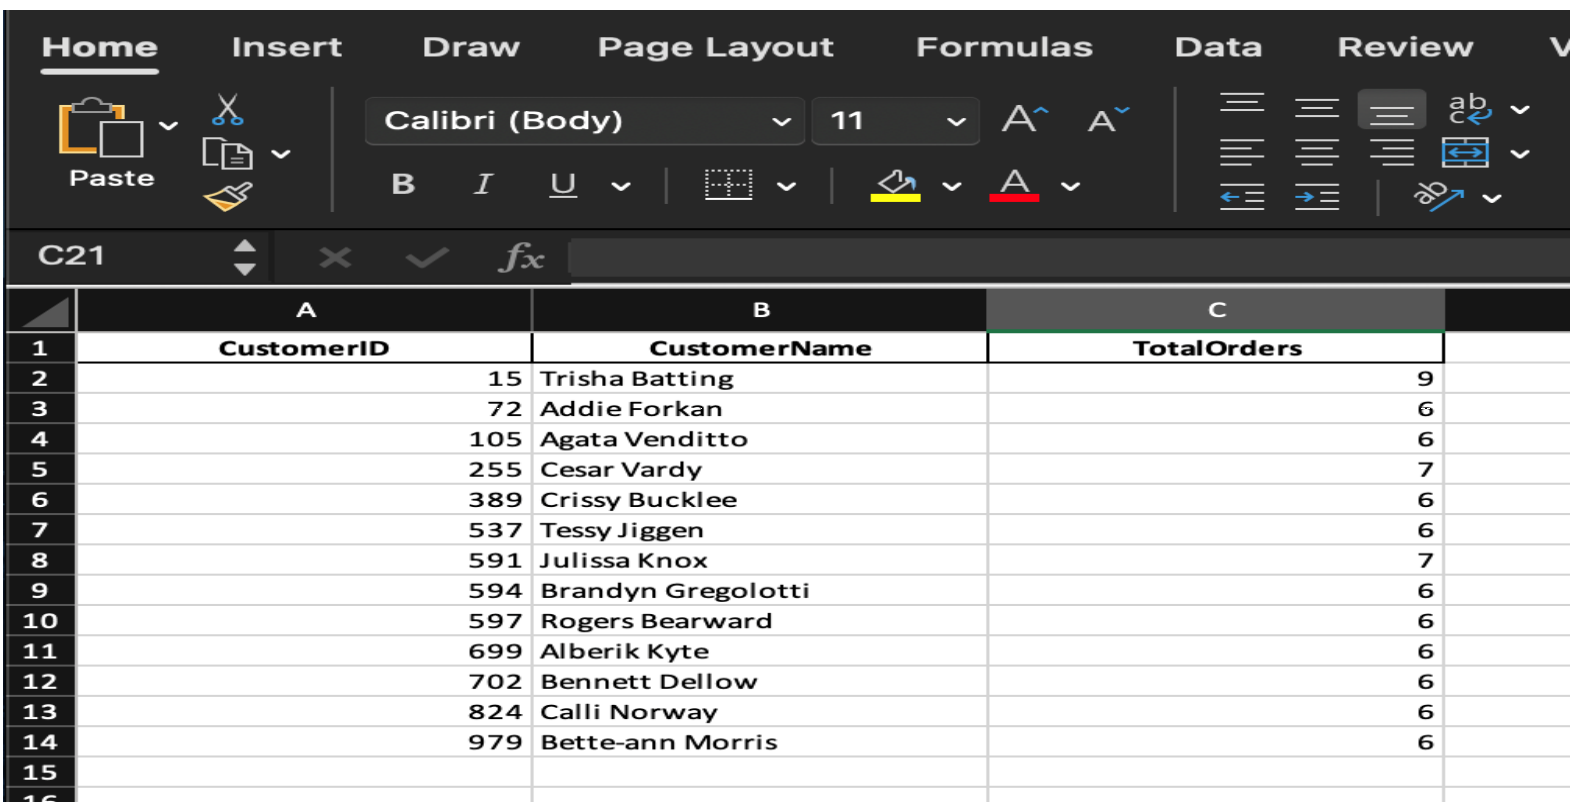 Home Insert Draw Page Layout Formulas Data Review
Calibri (Body) 11 A A ab
c
Paste
B I U A ab
C21 fx
A B C
1 CustomerID CustomerName TotalOrders
2 15 Trisha Batting 9
3 72 Addie Forkan 6
4 105 Agata Venditto 6
5 255 Cesar Vardy 7
6 389 Crissy Bucklee 6
7 537 Tessy Jiggen 6
8 591 Julissa Knox 7
9 594 Brandyn Gregolotti 6
10 597 Rogers Bearward 6
11 699 Alberik Kyte 6
12 702 Bennett Dellow 6
13 824 Calli Norway 6
14 979 Bette-ann Morris 6
15
16